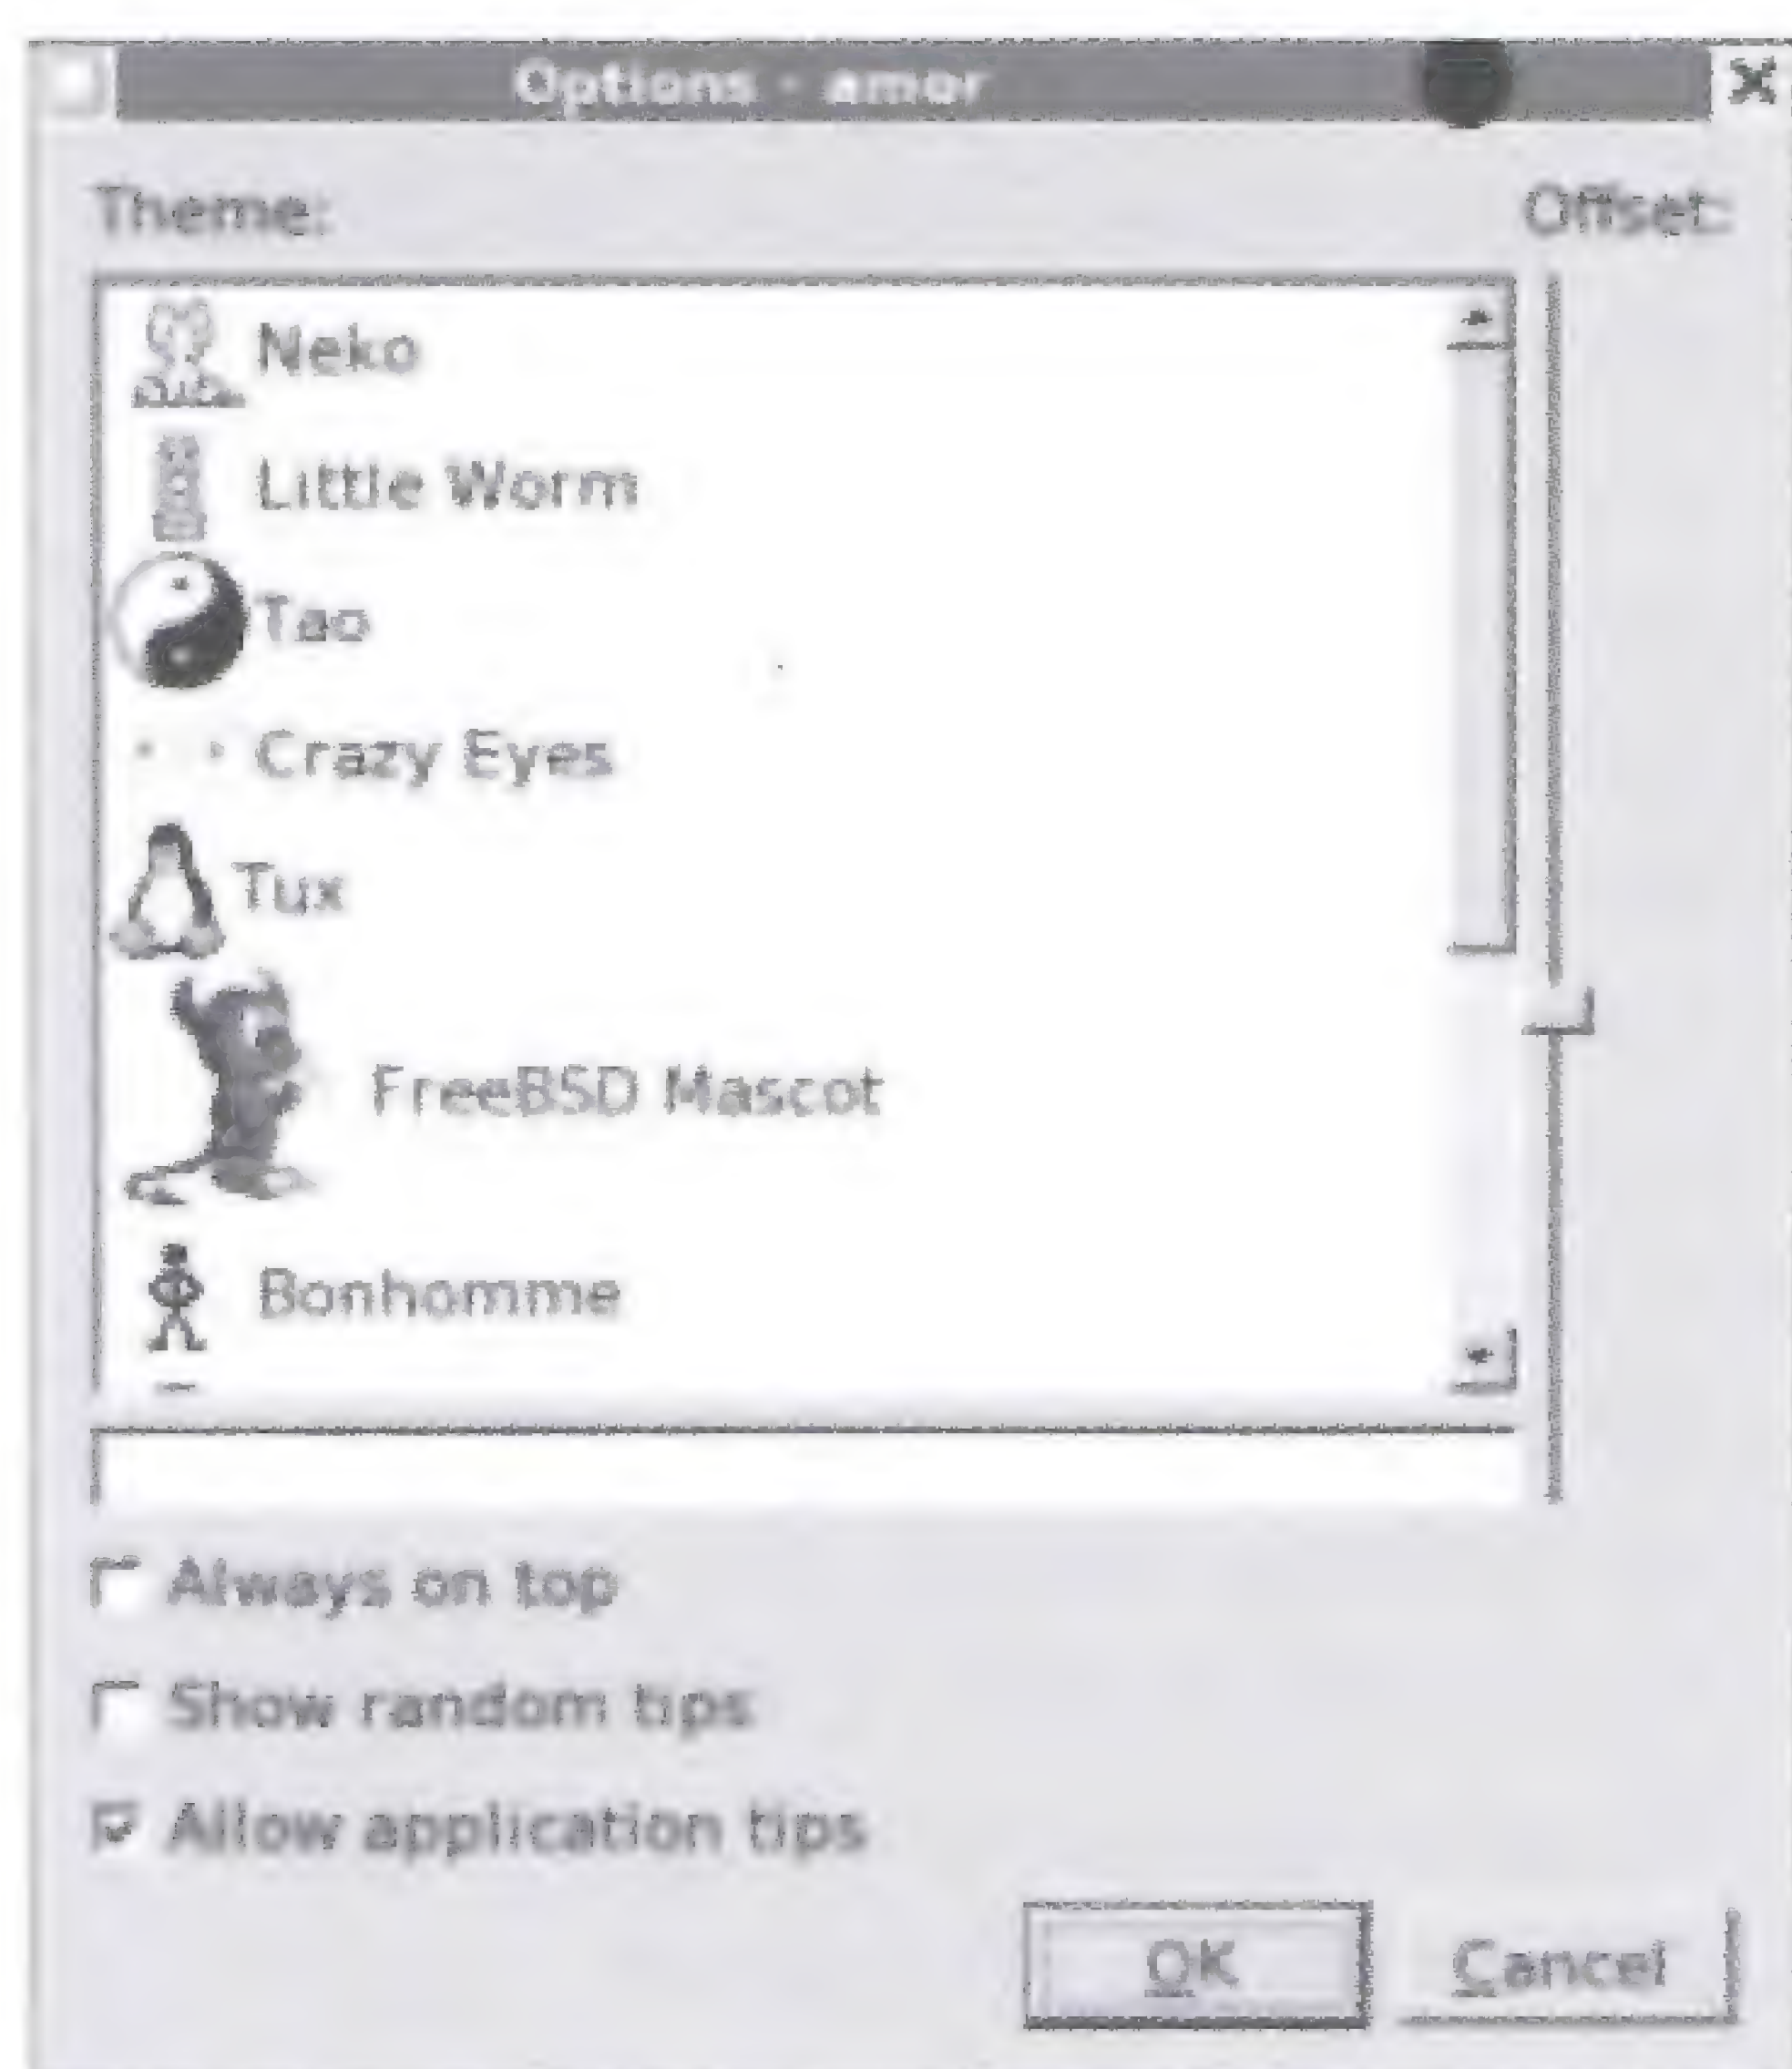 Options - amor
Theme:
Offset:
Neko
Little Worm
Tao
Crazy Eyes
Tux
FreeBSD Mascot
Bonhomme
Always on top
Show random tips
Allow application tips
OK
Cancel